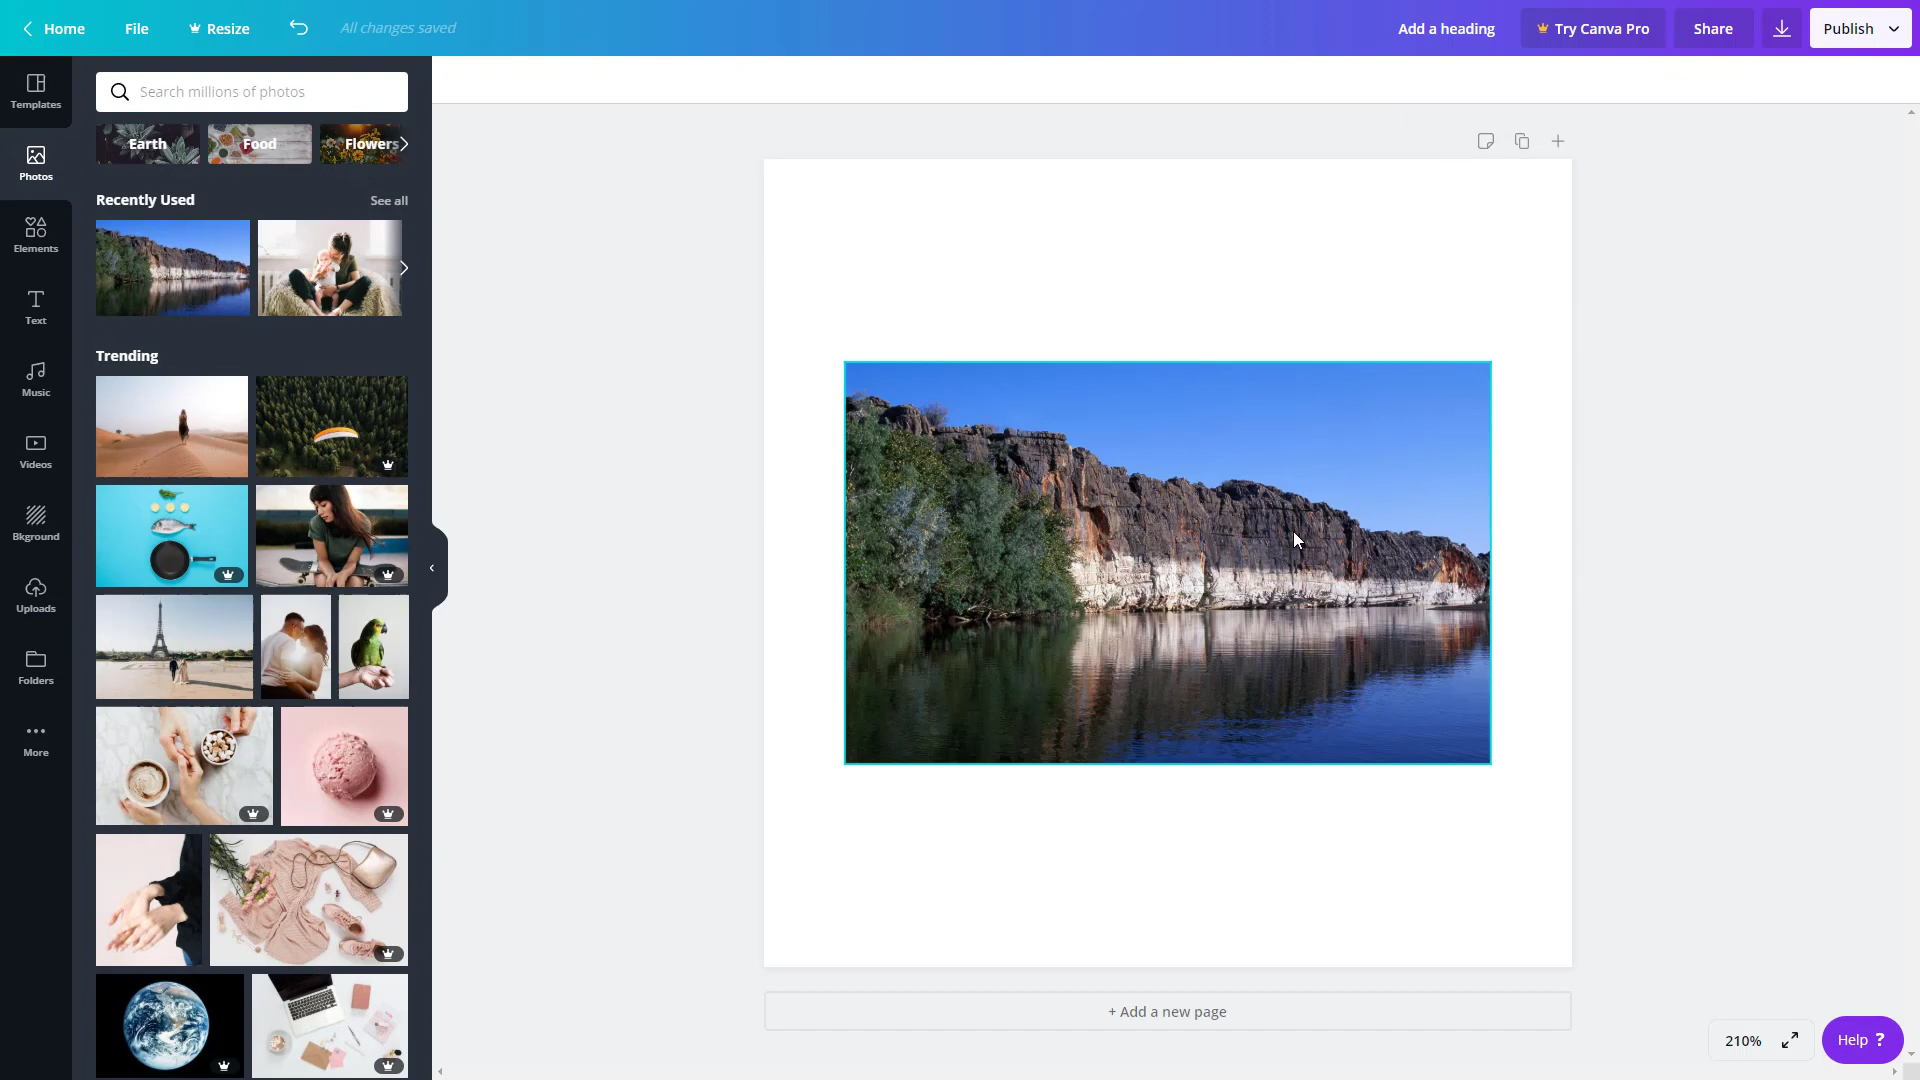 Home
File
Resize
All changes saved
Add a heading
Try Canva Pro
Share
Publish
Templates
Photos
Elements
Text
Music
Videos
Bkground
Uploads
Folders
More
Search millions of photos
Earth
Food
Flowers
Recently Used
See all
Trending
+ Add a new page
210%
Help ?